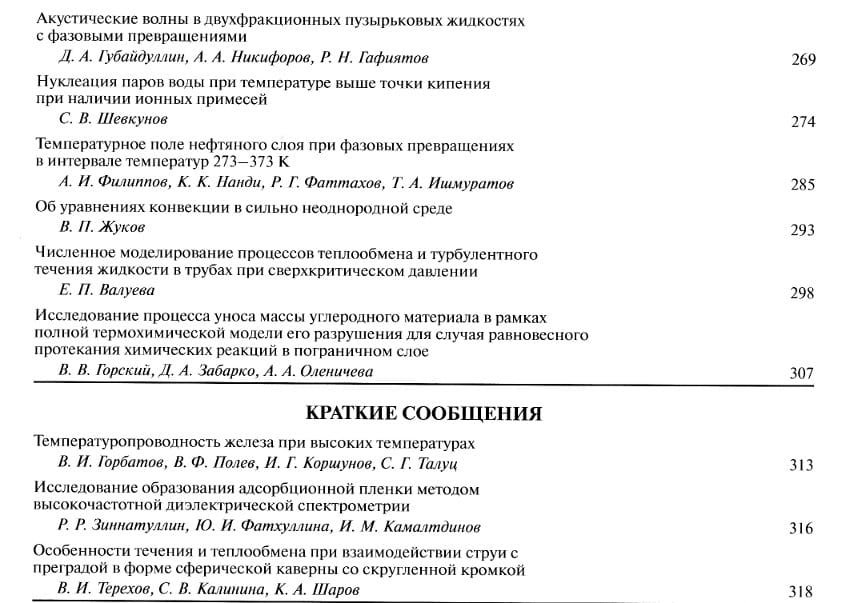 Акустические волны в двухфракционных пузырьковых жидкостях
с фазовыми превращениями
Д. А. Губайдуллин, А. А. Никифоров, Р. Н. Гафиятов 269
Нуклеация паров воды при температуре выше точки кипения
при наличии ионных примесей
С. В. Шевкунов 274
Температурное поле нефтяного слоя при фазовых превращениях
в интервале температур 273–373 К
А. И. Филиппов, К. К. Нанди, Р. Г. Фаттахов, Т. А. Ишмуратов 285
Об уравнениях конвекции в сильно неоднородной среде
В. П. Жуков 293
Численное моделирование процессов теплообмена и турбулентного
течения жидкости в трубах при сверхкритическом давлении
Е. П. Валуева 298
Исследование процесса уноса массы углеродного материала в рамках
полной термохимической модели его разрушения для случая равновесного
протекания химических реакций в пограничном слое
В. В. Горский, Д. А. Забарко, А. А. Оленичева 307
КРАТКИЕ СООБЩЕНИЯ
Температуропроводность железа при высоких температурах
В. И. Горбатов, В. Ф. Полев, И. Г. Коршунов, С. Г. Талуц 313
Исследование образования адсорбционной пленки методом
высокочастотной диэлектрической спектрометрии
Р. Р. Зиннатуллин, Ю. И. Фатхуллина, И. М. Камалтдинов 316
Особенности течения и теплообмена при взаимодействии струи с
преградой в форме сферической каверны со скругленной кромкой
В. И. Терехов, С. В. Калинина, К. А. Шаров 318